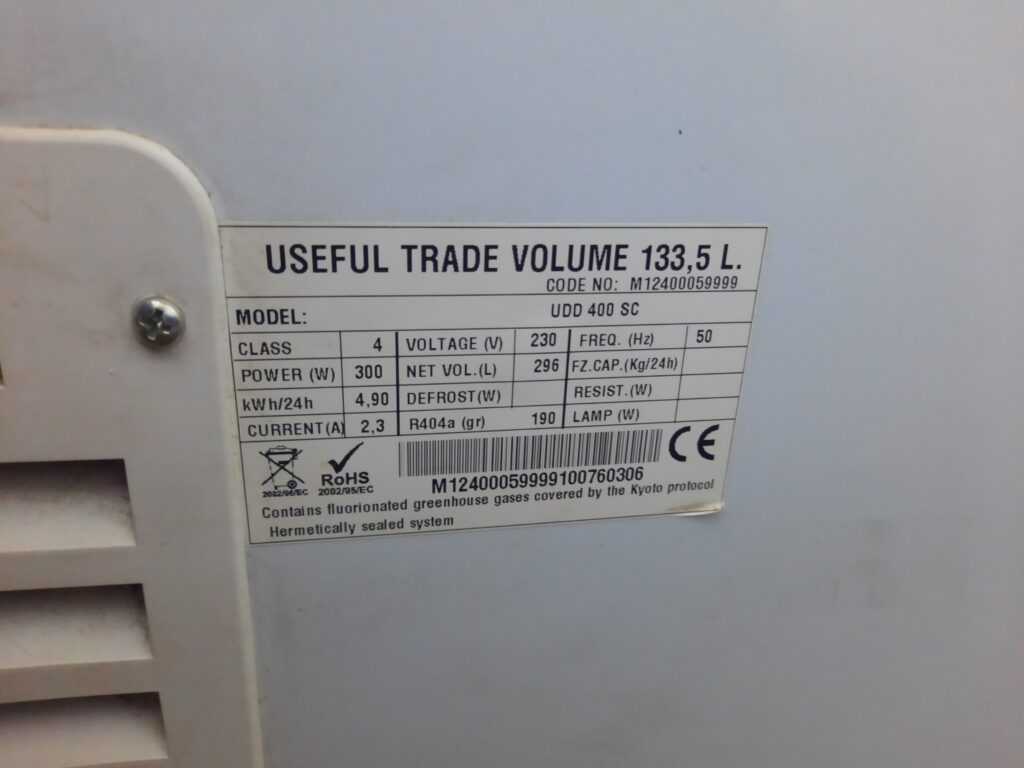 USEFUL TRADE VOLUME 133,5 L.
CODE NO: M12400059999
MODEL: UDD 400 SC
CLASS 4 VOLTAGE (V) 230 FREQ. (Hz) 50
POWER (W) 300 NET VOL.(L) 296 FZ.CAP.(Kg/24h)
kWh/24h 4,90 DEFROST(W) RESIST.(W)
CURRENT(A) 2,3 R404a (gr) 190 LAMP (W)
RoHS CE
2002/96/EC 2002/95/EC
M12400059999100760306
Contains fluorionated greenhouse gases covered by the Kyoto protocol
Hermetically sealed system